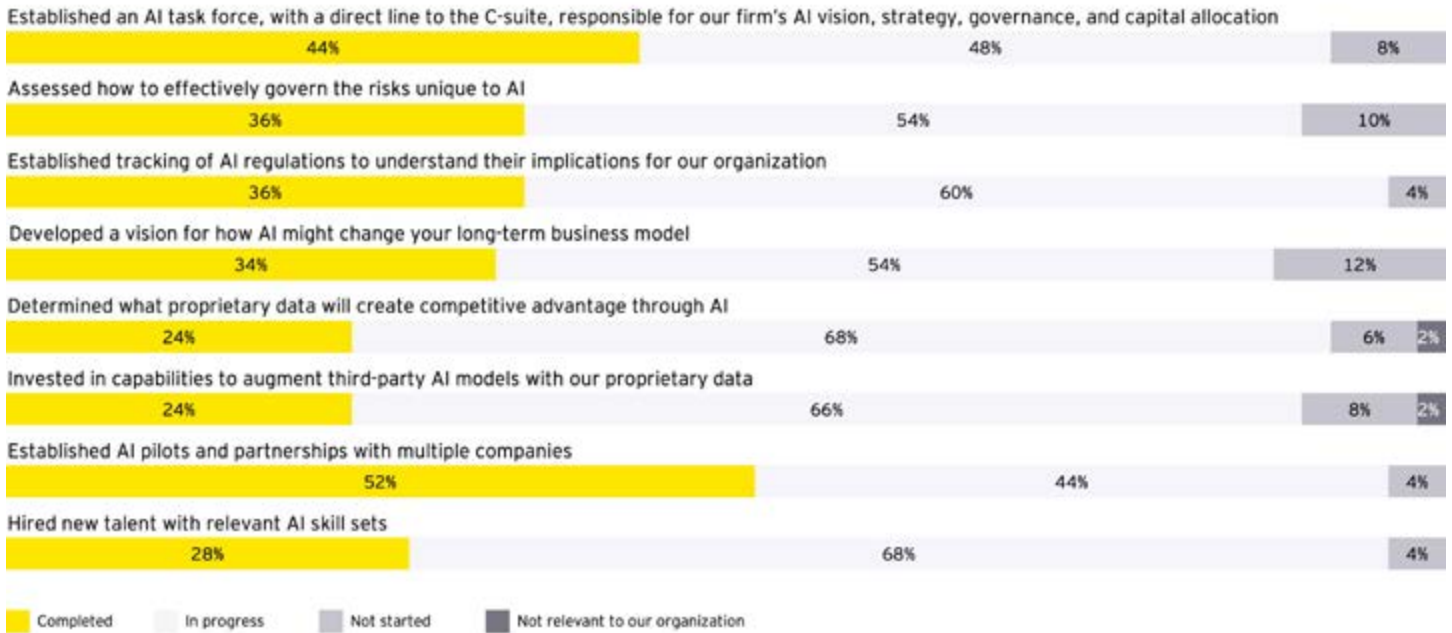 Established an AI task force, with a direct line to the C-suite, responsible for our firm's AI vision, strategy, governance, and capital allocation
44% 48% 8%
Assessed how to effectively govern the risks unique to AI
36% 54% 10%
Established tracking of AI regulations to understand their implications for our organization
36% 60% 4%
Developed a vision for how AI might change your long-term business model
34% 54% 12%
Determined what proprietary data will create competitive advantage through AI
24% 68% 6% 2%
Invested in capabilities to augment third-party AI models with our proprietary data
24% 66% 8% 2%
Established AI pilots and partnerships with multiple companies
52% 44% 4%
Hired new talent with relevant AI skill sets
28% 68% 4%
Completed In progress Not started Not relevant to our organization